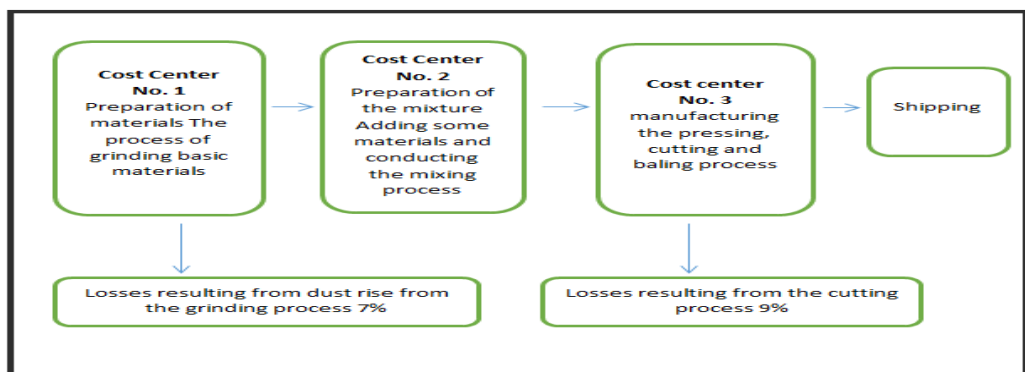 Cost Center
No. 1
Preparation of
materials The
process of
grinding basic
materials
Cost Center
No. 2
Preparation of
the mixture
Adding some
materials and
conducting
the mixing
process
Cost center
No. 3
manufacturing
the pressing,
cutting and
baling process
Shipping
Losses resulting from dust rise from
the grinding process 7%
Losses resulting from the cutting
process 9%